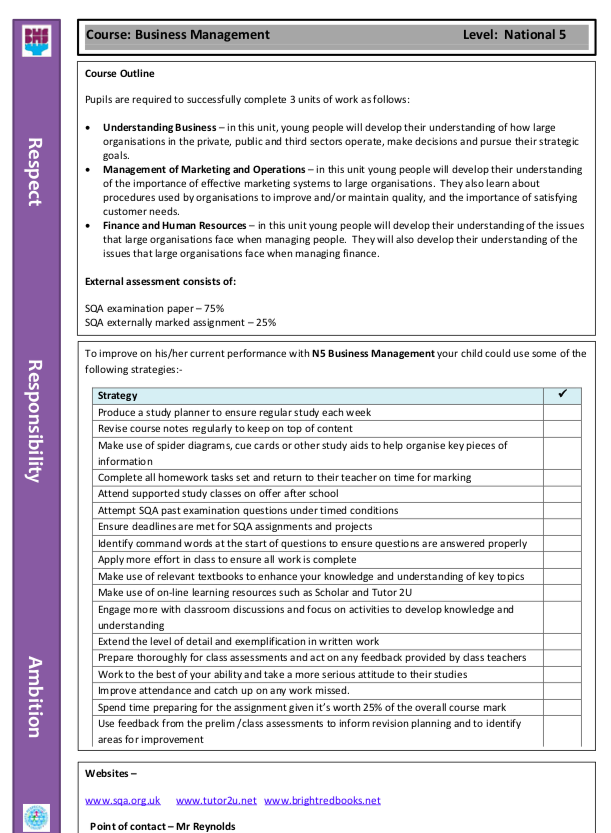 Course: Business Management Level: National 5
Course Outline
Pupils are required to successfully complete 3 units of work as follows:
• Understanding Business – in this unit, young people will develop their understanding of how large
organisations in the private, public and third sectors operate, make decisions and pursue their strategic
goals.
• Management of Marketing and Operations – in this unit young people will develop their understanding
of the importance of effective marketing systems to large organisations. They also learn about
procedures used by organisations to improve and/or maintain quality, and the importance of satisfying
customer needs.
• Finance and Human Resources – in this unit young people will develop their understanding of the issues
that large organisations face when managing people. They will also develop their understanding of the
issues that large organisations face when managing finance.
External assessment consists of:
SQA examination paper – 75%
SQA externally marked assignment – 25%
To improve on his/her current performance with N5 Business Management your child could use some of the
following strategies:-
Strategy ✓
Produce a study planner to ensure regular study each week
Revise course notes regularly to keep on top of content
Make use of spider diagrams, cue cards or other study aids to help organise key pieces of
information
Complete all homework tasks set and return to their teacher on time for marking
Attend supported study classes on offer after school
Attempt SQA past examination questions under timed conditions
Ensure deadlines are met for SQA assignments and projects
Identify command words at the start of questions to ensure questions are answered properly
Apply more effort in class to ensure all work is complete
Make use of relevant textbooks to enhance your knowledge and understanding of key topics
Make use of on-line learning resources such as Scholar and Tutor 2U
Engage more with classroom discussions and focus on activities to develop knowledge and
understanding
Extend the level of detail and exemplification in written work
Prepare thoroughly for class assessments and act on any feedback provided by class teachers
Work to the best of your ability and take a more serious attitude to their studies
Improve attendance and catch up on any work missed.
Spend time preparing for the assignment given it's worth 25% of the overall course mark
Use feedback from the prelim /class assessments to inform revision planning and to identify
areas for improvement
Websites –
www.sqa.org.uk www.tutor2u.net www.brightredbooks.net
Point of contact – Mr Reynolds
Respect
Responsibility
Ambition